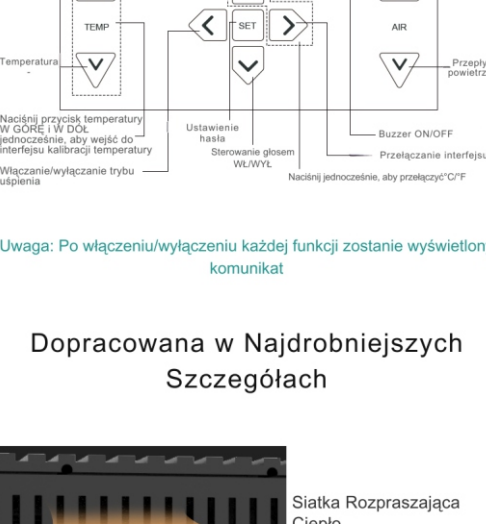 TEMP
SET
AIR
Temperatura
-
Przepły
powietrz
Naciśnij przycisk temperatury
W GÓRĘ i W DÓŁ
jednocześnie, aby wejść do
interfejsu kalibracji temperatury
Włączanie/wyłączanie trybu
uśpienia
Ustawienie
hasła
Sterowanie głosem
WŁ/WYŁ
Buzzer ON/OFF
Przełączanie interfejsu
Naciśnij jednocześnie, aby przełączyć°C/°F
Uwaga: Po włączeniu/wyłączeniu każdej funkcji zostanie wyświetlon
komunikat
Dopracowana w Najdrobniejszych
Szczegółach
Siatka Rozpraszająca
Ciepło